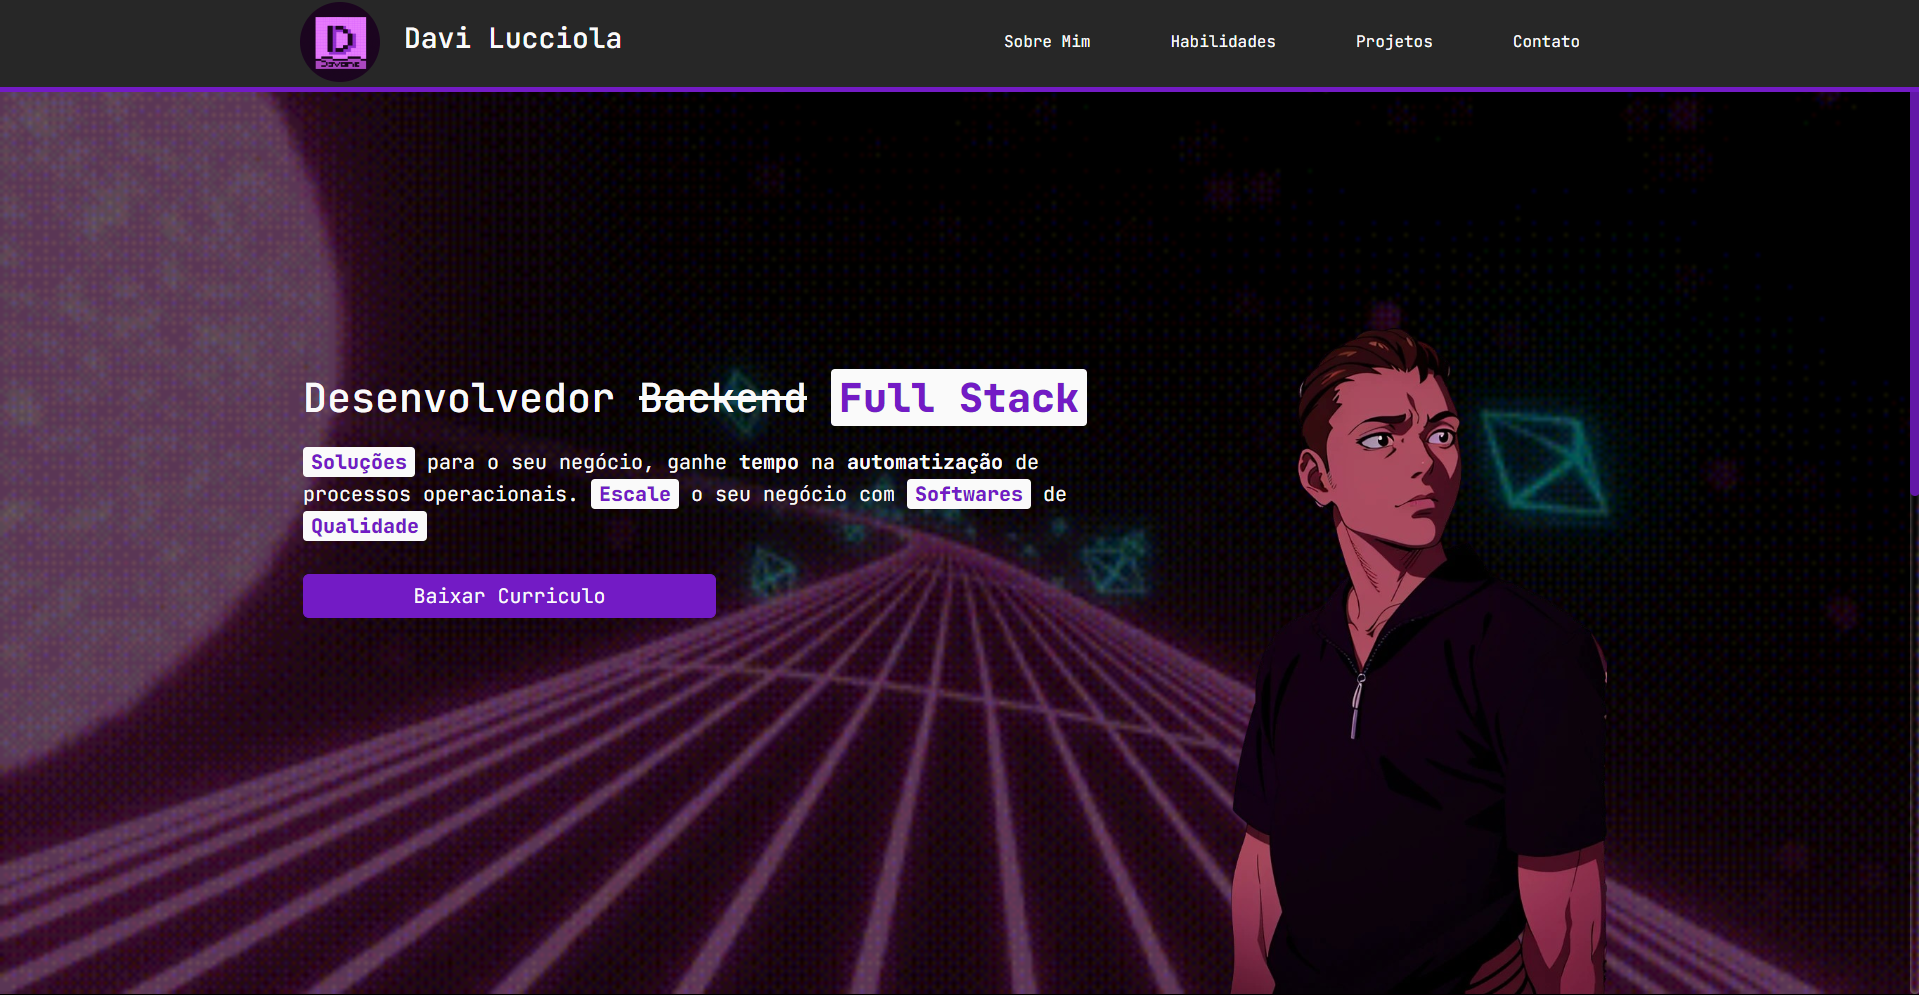 Davi Lucciola
Sobre Mim
Habilidades
Projetos
Contato
Desenvolvedor Backend Full Stack
Soluções para o seu negócio, ganhe tempo na automatização de
processos operacionais. Escale o seu negócio com Softwares de
Qualidade
Baixar Curriculo